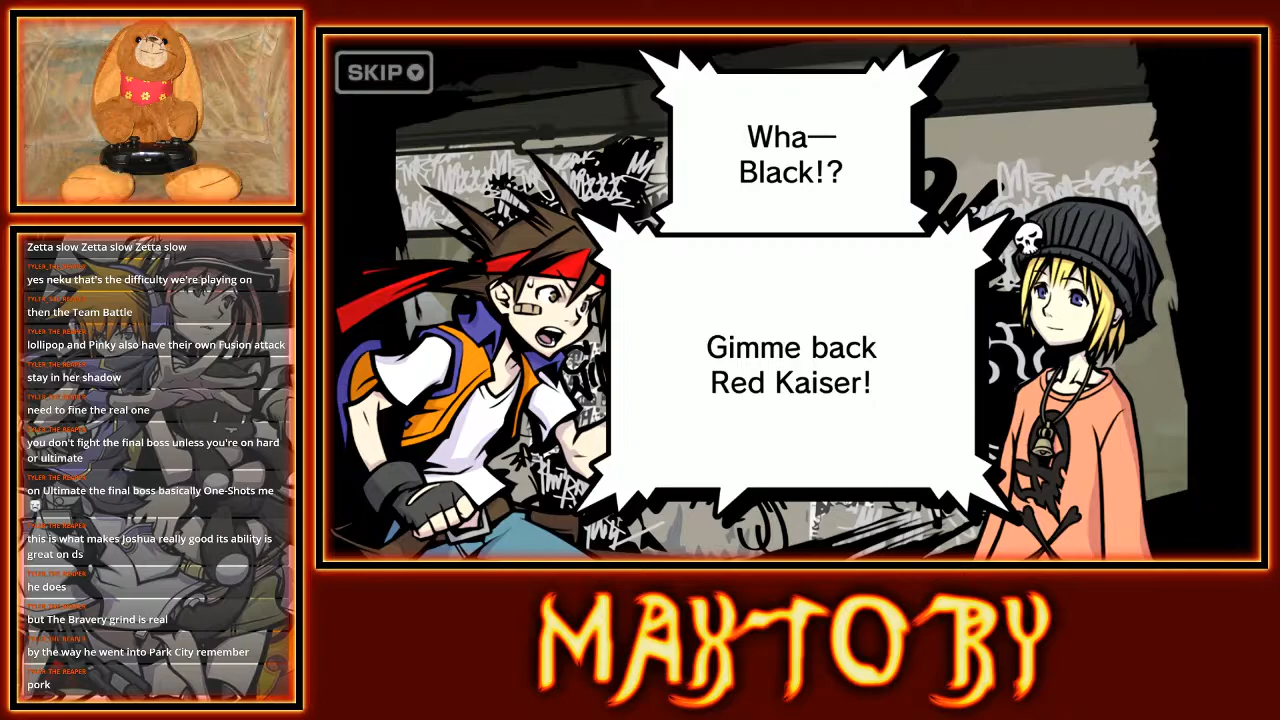 SKIP
Wha—
Black!?
Gimme back
Red Kaiser!
Zetta slow Zetta slow Zetta slow
TYLER THE REAPER
yes neku that's the difficulty we're playing on
TYLER THE REAPER
then the Team Battle
TYLER THE REAPER
lollipop and Pinky also have their own Fusion attack
TYLER THE REAPER
stay in her shadow
TYLER THE REAPER
need to fine the real one
TYLER THE REAPER
you don't fight the final boss unless you're on hard
or ultimate
TYLER THE REAPER
on Ultimate the final boss basically One-Shots me
TYLER THE REAPER
this is what makes Joshua really good its ability is
great on ds
TYLER THE REAPER
he does
TYLER THE REAPER
but The Bravery grind is real
TYLER THE REAPER
by the way he went into Park City remember
TYLER THE REAPER
pork
MAXTOBY